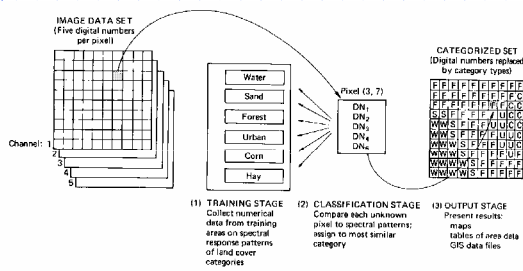 IMAGE DATA SET
(Five digital numbers
per pixel)
Channel: 1
2
3
4
5
Water
Sand
Forest
Urban
Corn
Hay
Pixel (3, 7)
DN₁
DN₂
DN₃
DN₄
DN₅
CATEGORIZED SET
(Digital numbers replaced
by category types)
(1) TRAINING STAGE
Collect numerical
data from training
areas on spectral
response patterns
of land cover
categories
(2) CLASSIFICATION STAGE
Compare each unknown
pixel to spectral patterns;
assign to most similar
category
(3) OUTPUT STAGE
Present results:
maps
tables of area data
GIS data files